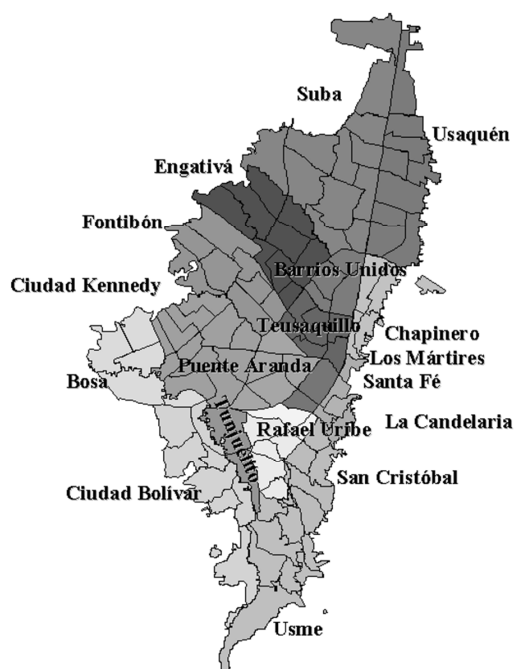 Suba
Usaquén
Engativá
Fontibón
Barrios Unidos
Ciudad Kennedy
Teusaquillo
Chapinero
Los Mártires
Puente Aranda
Bosa
Santa Fé
Tunjuelito
La Candelaria
Rafael Uribe
San Cristóbal
Ciudad Bolívar
Usme